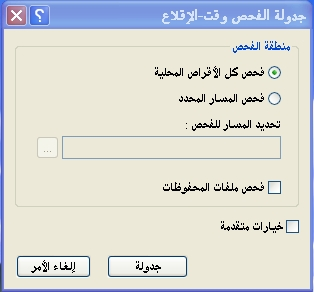 جدولة الفحص وقت-الإقلاع
منطقة الفحص
فحص كل الأقراص المحلية
فحص المسار المحدد
تحديد المسار للفحص :
...
فحص ملفات المحفوظات
خيارات متقدمة
جدولة
إلغاء الأمر